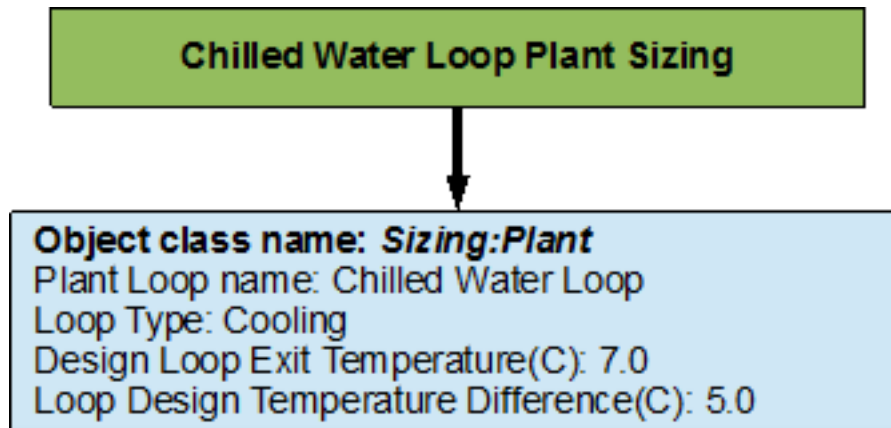 Chilled Water Loop Plant Sizing
Object class name: Sizing:Plant
Plant Loop name: Chilled Water Loop
Loop Type: Cooling
Design Loop Exit Temperature(C): 7.0
Loop Design Temperature Difference(C): 5.0